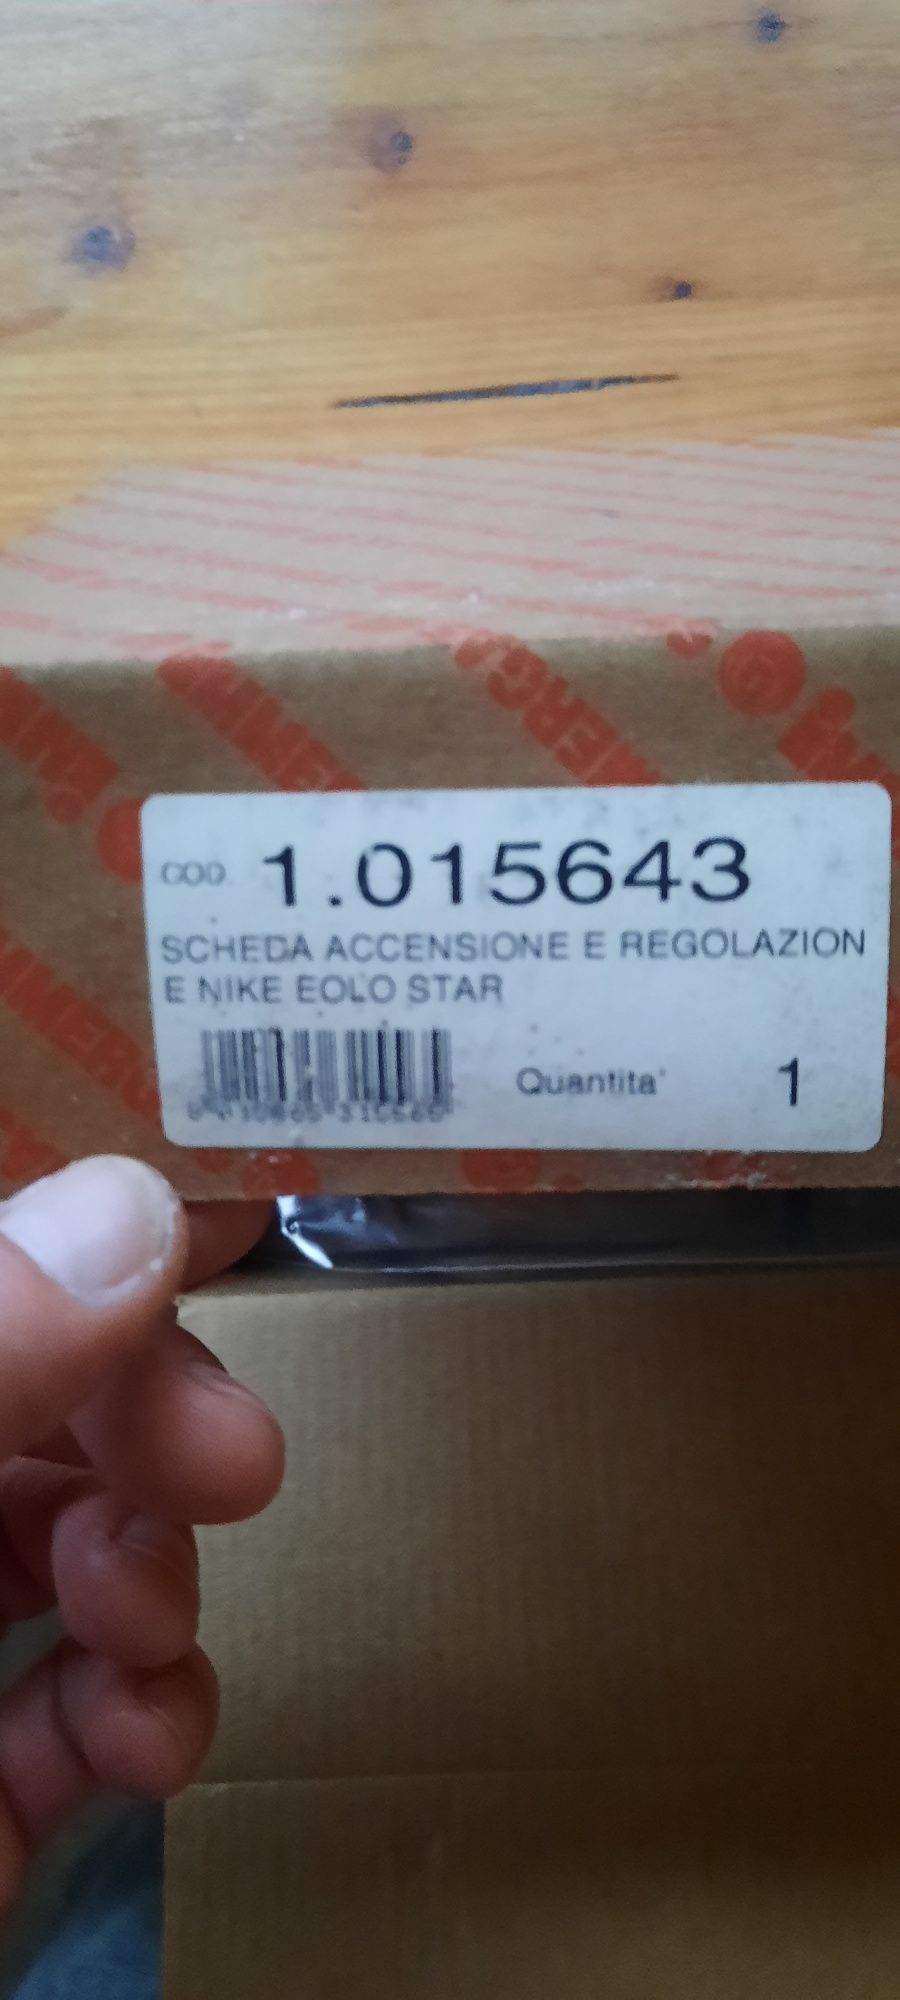 COD. 1.015643
SCHEDA ACCENSIONE E REGOLAZION
E NIKE EOLO STAR
Quantita' 1